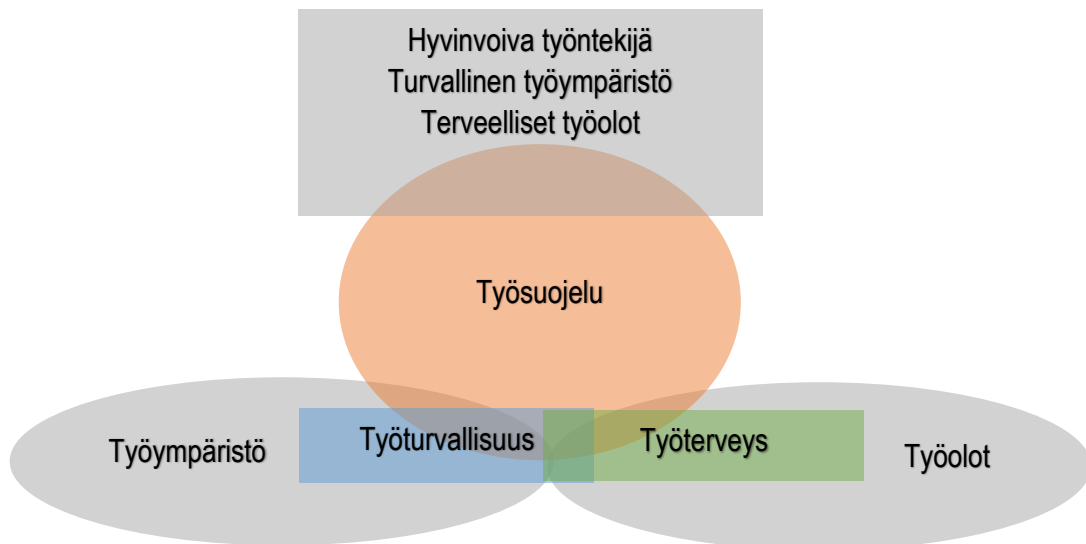 Hyvinvoiva työntekijä
Turvallinen työympäristö
Terveelliset työolot
Työsuojelu
Työympäristö
Työturvallisuus
Työterveys
Työolot